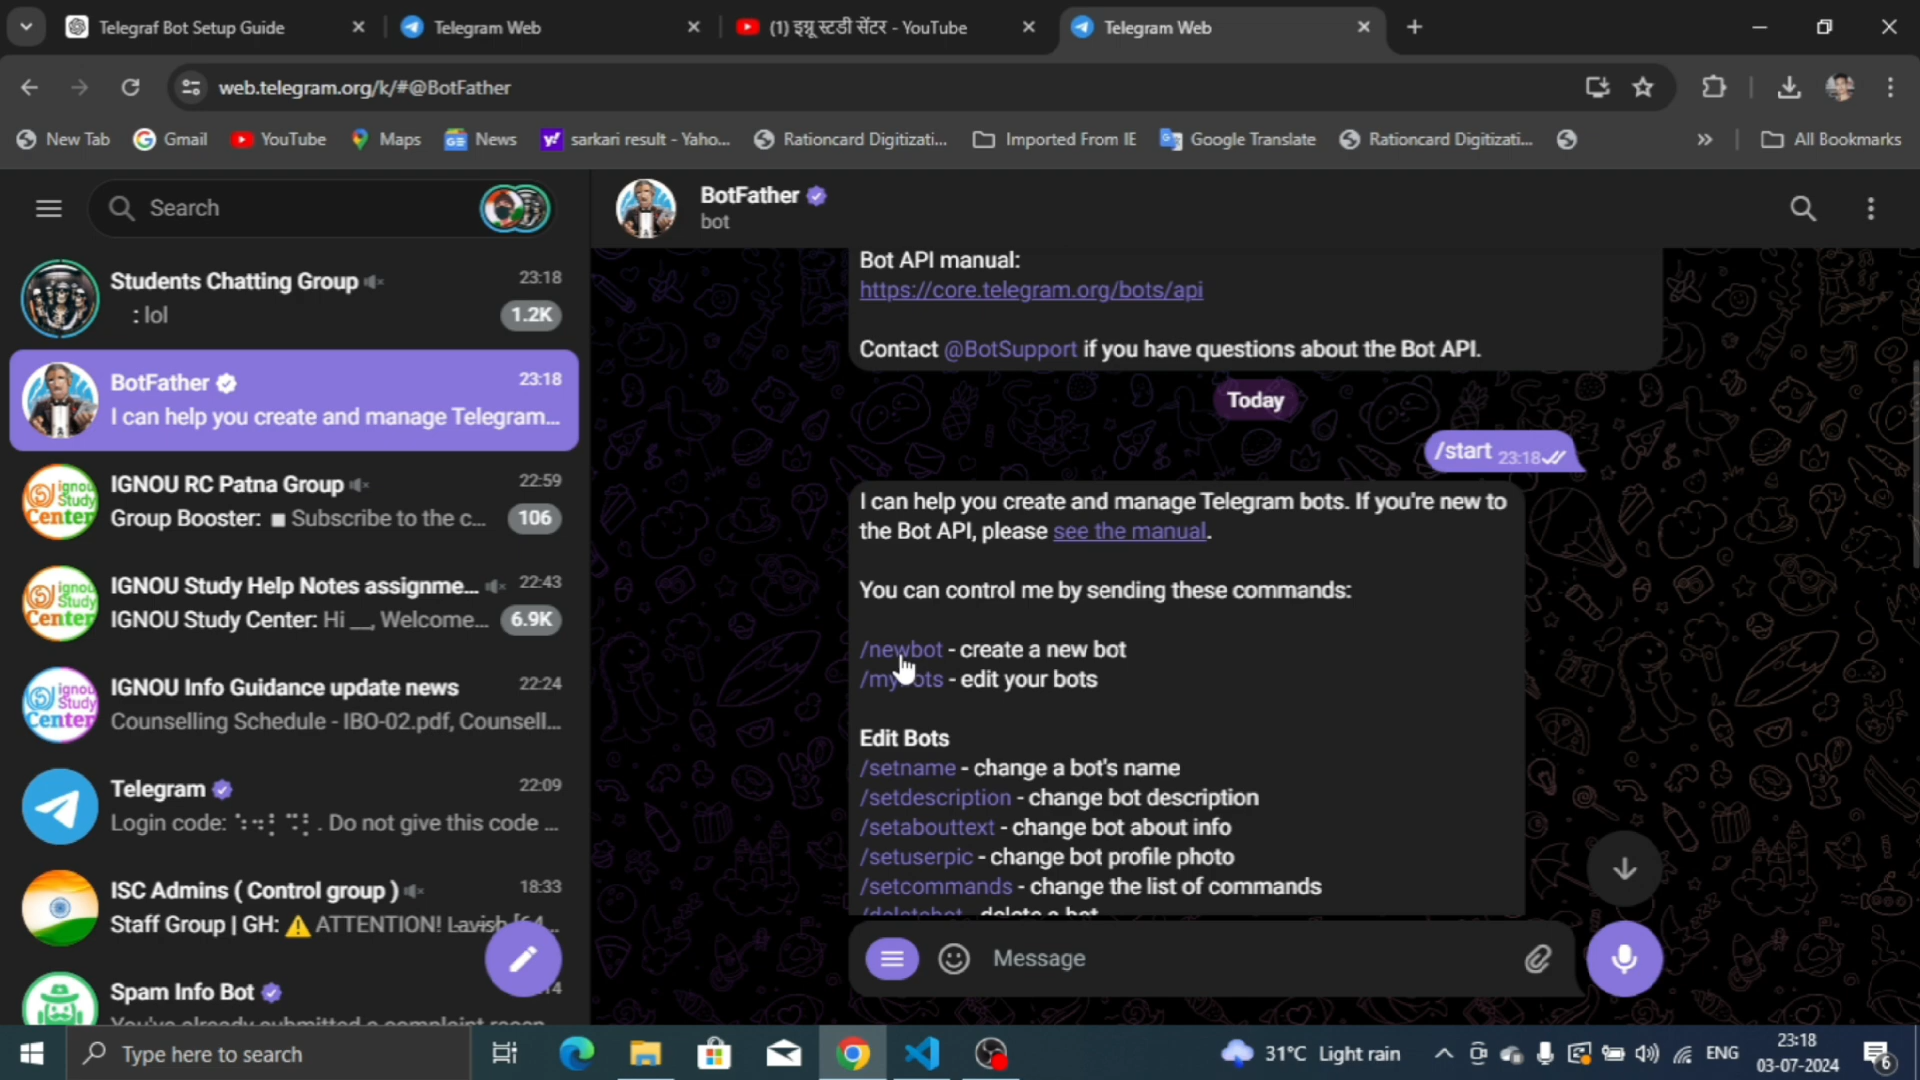 Telegraf Bot Setup Guide
Telegram Web
(1) इग्नू स्टडी सेंटर - YouTube
Telegram Web
web.telegram.org/k/#@BotFather
New Tab
Gmail
YouTube
Maps
News
sarkari result - Yaho...
Rationcard Digitizati...
Imported From IE
Google Translate
Rationcard Digitizati...
All Bookmarks
Search
Students Chatting Group
23:18
: lol
1.2K
BotFather
23:18
I can help you create and manage Telegram...
IGNOU RC Patna Group
22:59
Group Booster: ■ Subscribe to the c...
106
IGNOU Study Help Notes assignme...
22:43
IGNOU Study Center: Hi __, Welcome...
6.9K
IGNOU Info Guidance update news
22:24
Counselling Schedule - IBO-02.pdf, Counsell...
Telegram
22:09
Login code: . Do not give this code ...
ISC Admins ( Control group )
18:33
Staff Group | GH: ⚠ ATTENTION! Lavish
Spam Info Bot
BotFather
bot
Bot API manual:
https://core.telegram.org/bots/api
Contact @BotSupport if you have questions about the Bot API.
Today
/start 23:18
I can help you create and manage Telegram bots. If you're new to
the Bot API, please see the manual.
You can control me by sending these commands:
/newbot - create a new bot
/mybots - edit your bots
Edit Bots
/setname - change a bot's name
/setdescription - change bot description
/setabouttext - change bot about info
/setuserpic - change bot profile photo
/setcommands - change the list of commands
/deletebot - delete a bot
Message
Type here to search
31°C Light rain
ENG
23:18
03-07-2024
6